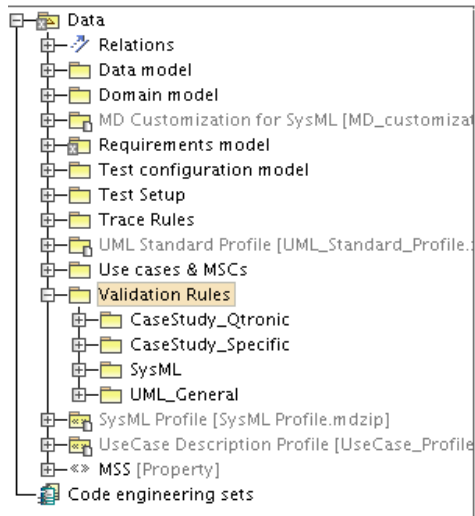 Data
Relations
Data model
Domain model
MD Customization for SysML [MD_customizat
Requirements model
Test configuration model
Test Setup
Trace Rules
UML Standard Profile [UML_Standard_Profile.
Use cases & MSCs
Validation Rules
CaseStudy_Qtronic
CaseStudy_Specific
SysML
UML_General
SysML Profile [SysML Profile.mdzip]
UseCase Description Profile [UseCase_Profile
«» MSS [Property]
Code engineering sets